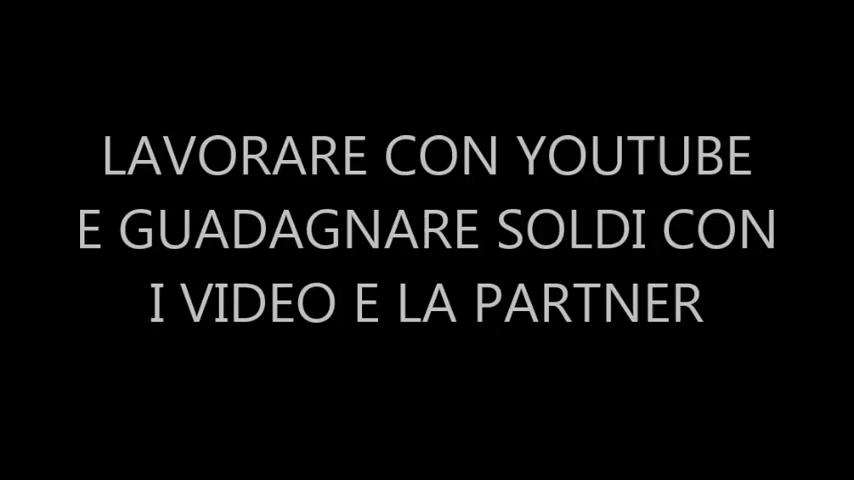 LAVORARE CON YOUTUBE
E GUADAGNARE SOLDI CON
I VIDEO E LA PARTNER